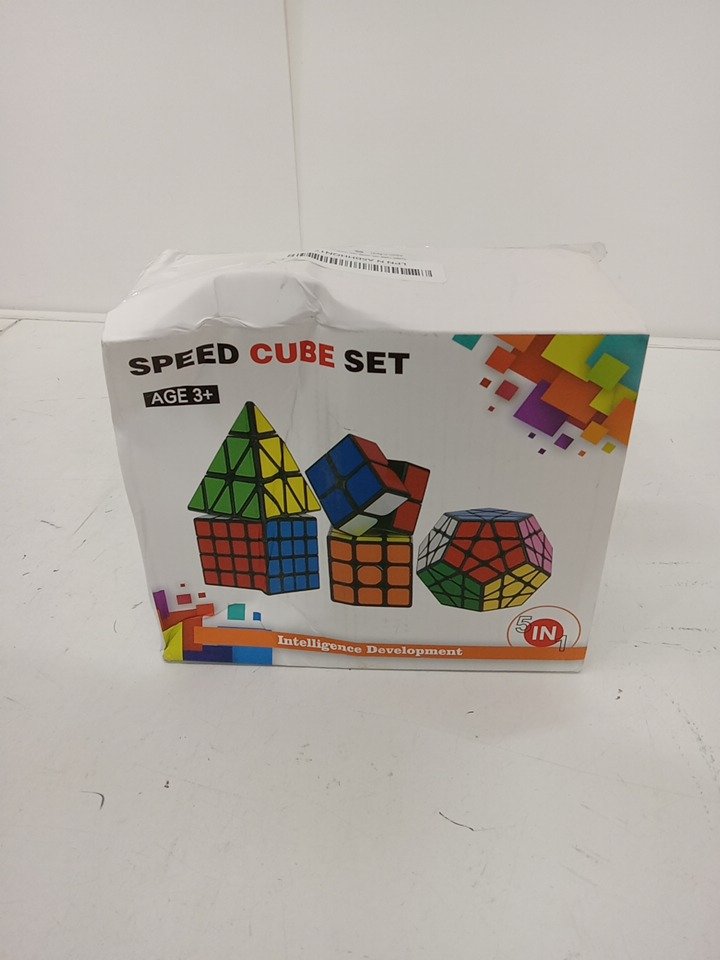 SPEED CUBE SET
AGE 3+
Intelligence Development
5 IN 1